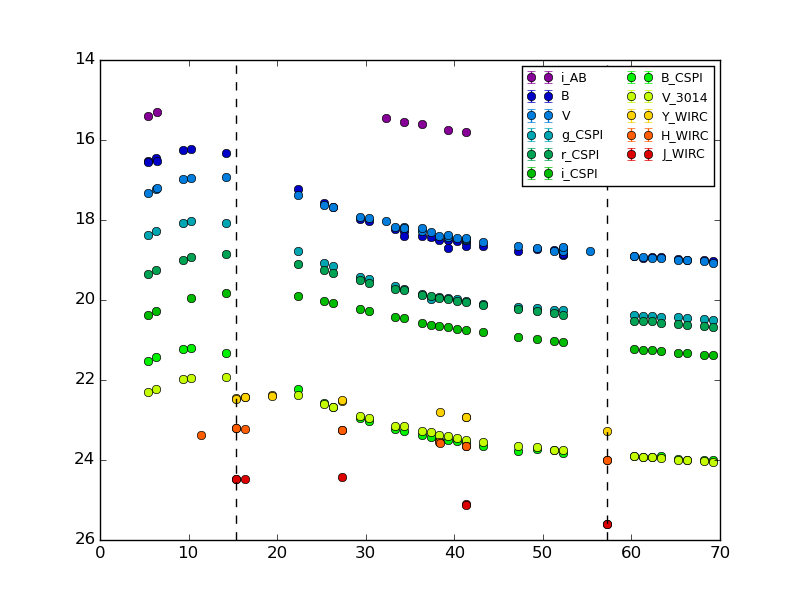 14
16
18
20
22
24
26
0 10 20 30 40 50 60 70
i_AB
B
V
g_CSPI
r_CSPI
i_CSPI
B_CSPI
V_3014
Y_WIRC
H_WIRC
J_WIRC